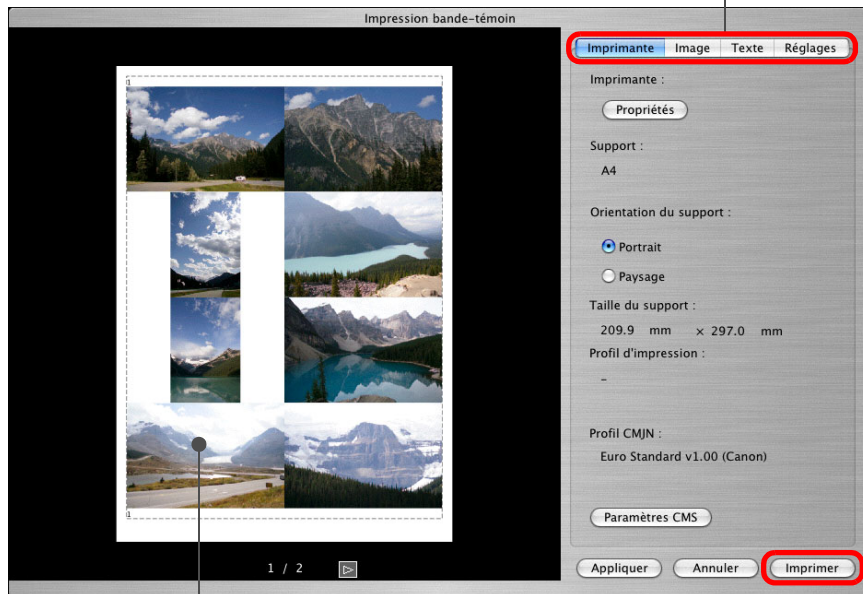 Impression bande-témoin
Imprimante Image Texte Réglages
1
Imprimante :
Propriétés
Support :
A4
Orientation du support :
Portrait
Paysage
Taille du support :
209.9 mm × 297.0 mm
Profil d'impression :
–
Profil CMJN :
Euro Standard v1.00 (Canon)
Paramètres CMS
1
1 / 2
Appliquer Annuler Imprimer